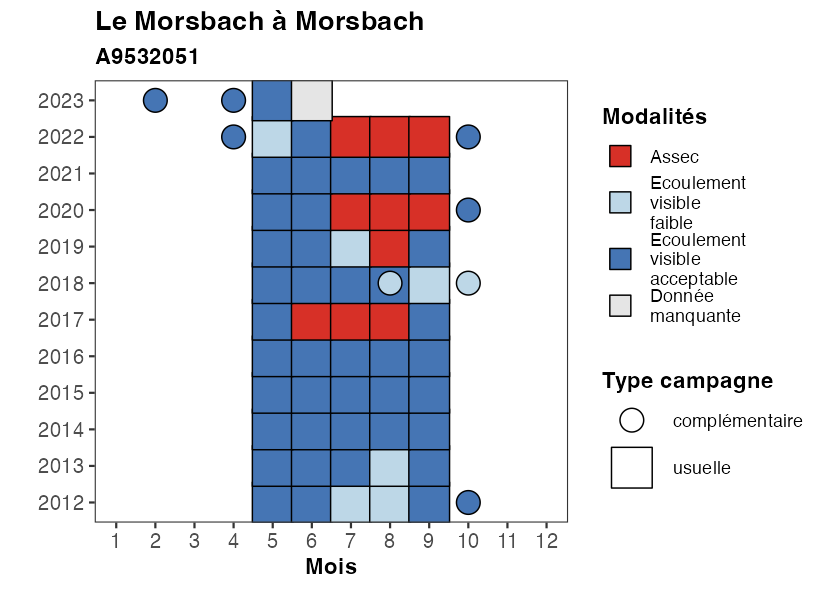 Le Morsbach à Morsbach
A9532051
2023
2022
2021
2020
2019
2018
2017
2016
2015
2014
2013
2012
1 2 3 4 5 6 7 8 9 10 11 12
Mois
Modalités
Assec
Ecoulement
visible
faible
Ecoulement
visible
acceptable
Donnée
manquante
Type campagne
complémentaire
usuelle